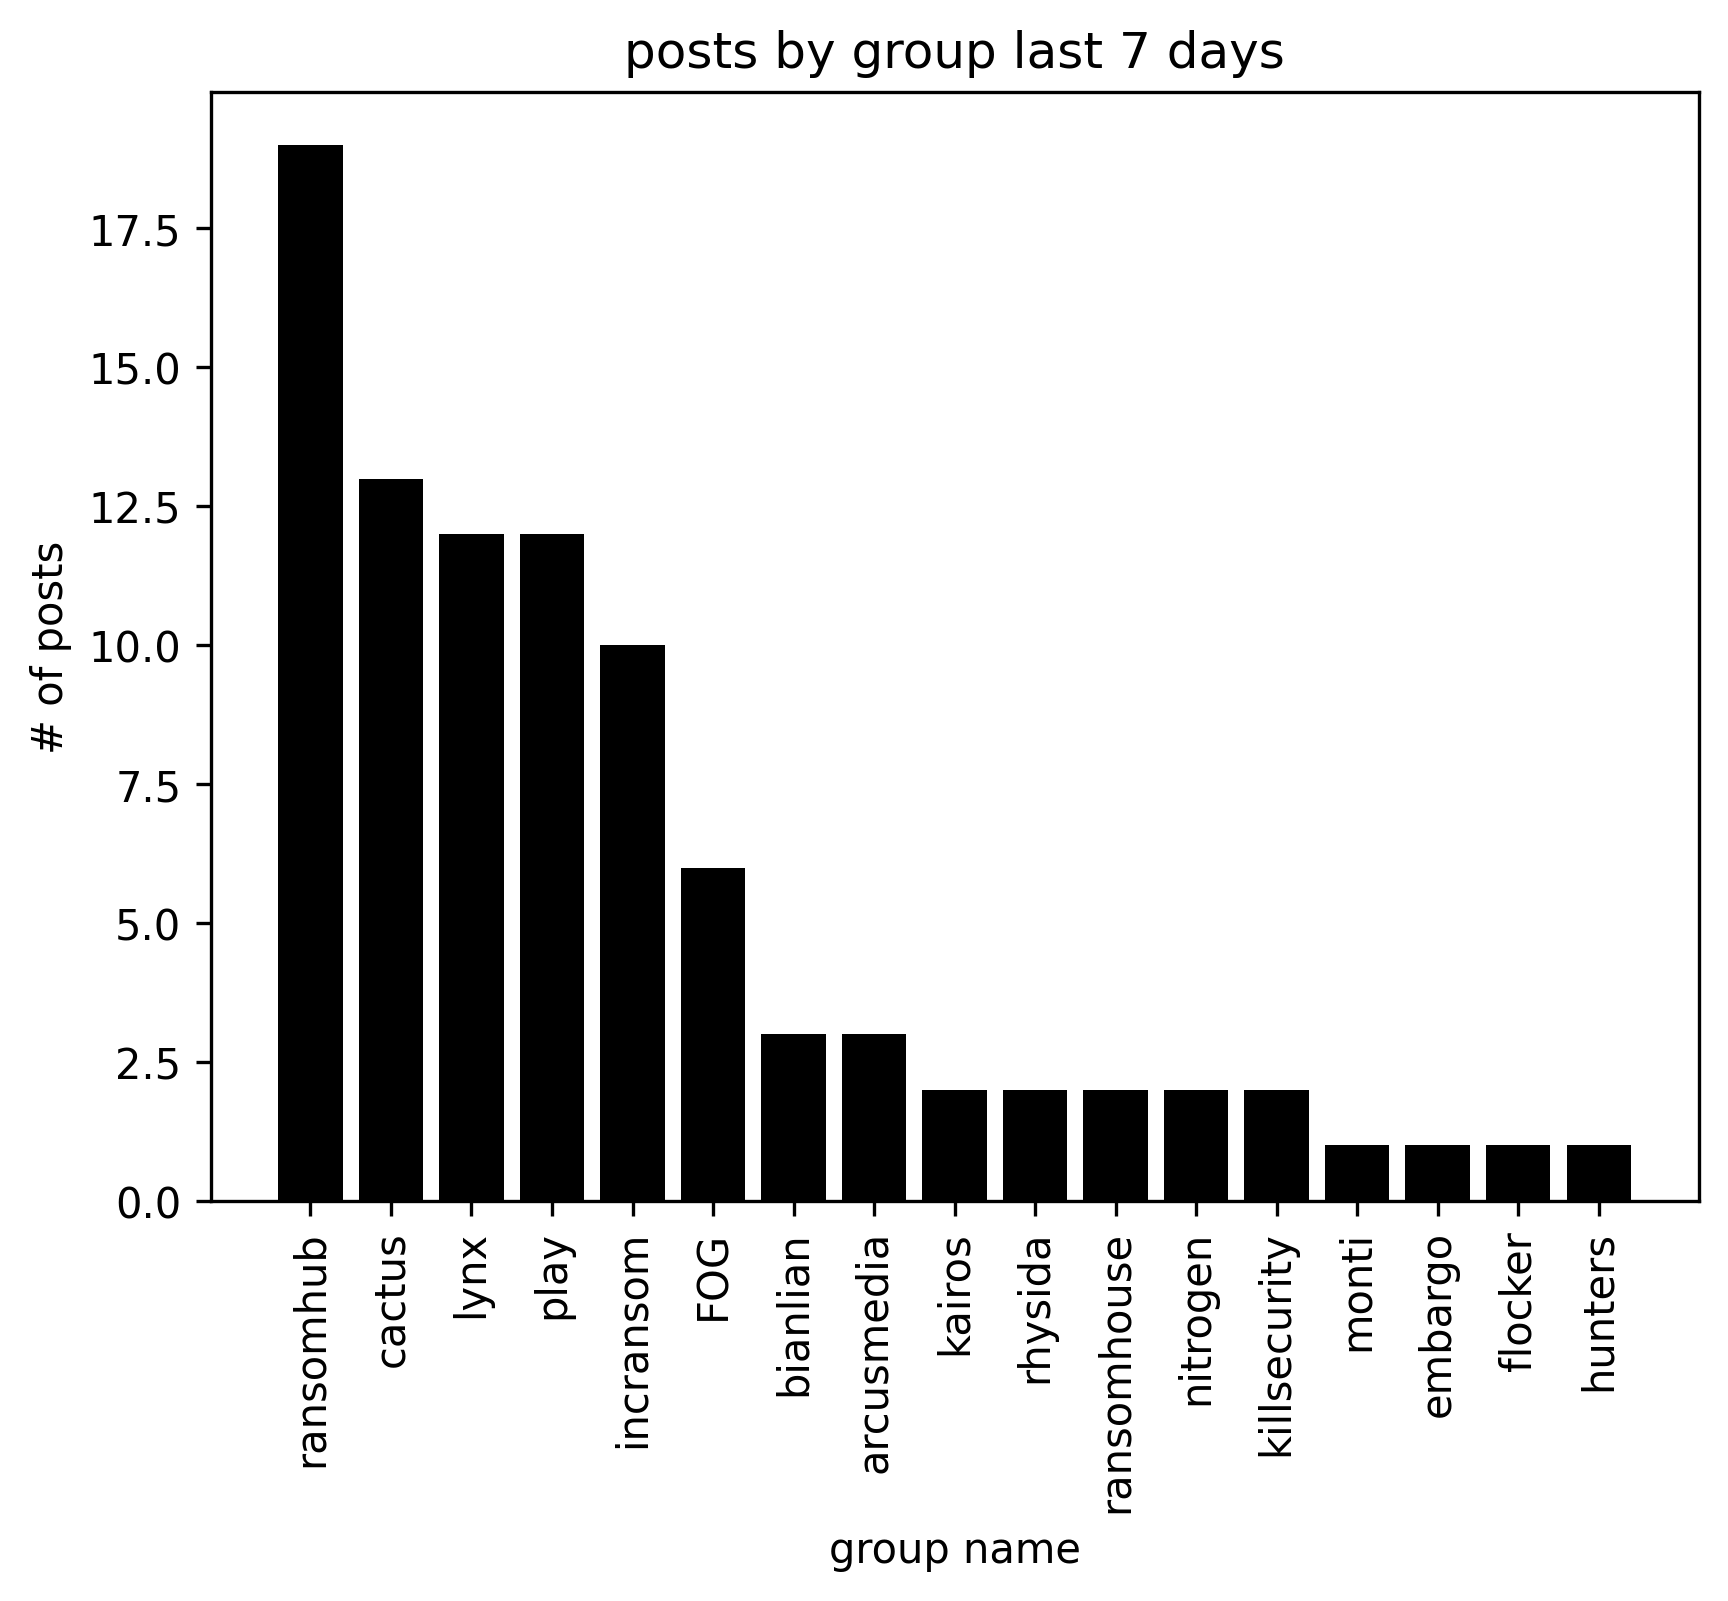 posts by group last 7 days
# of posts
17.5
15.0
12.5
10.0
7.5
5.0
2.5
0.0
ransomhub
cactus
lynx
play
incransom
FOG
bianlian
arcusmedia
kairos
rhysida
ransomhouse
nitrogen
killsecurity
monti
embargo
flocker
hunters
group name